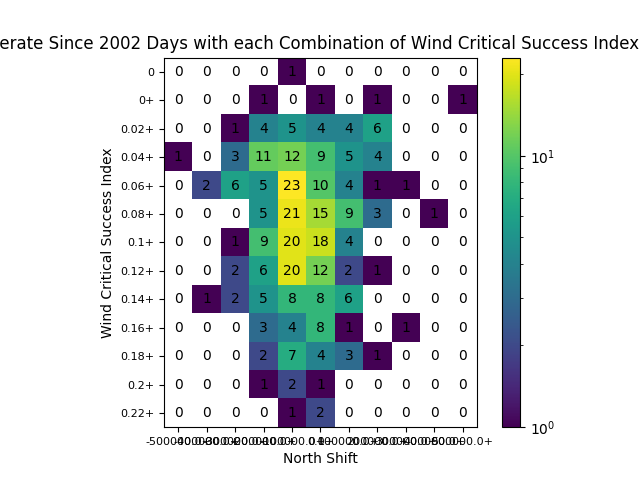 erate Since 2002 Days with each Combination of Wind Critical Success Index
0 0 0 0 0 1 0 0 0 0 0 0
0+ 0 0 0 1 0 1 0 1 0 0 1
0.02+ 0 0 1 4 5 4 4 6 0 0 0
0.04+ 1 0 3 11 12 9 5 4 0 0 0
0.06+ 0 2 6 5 23 10 4 1 1 0 0
0.08+ 0 0 0 5 21 15 9 3 0 1 0
0.1+ 0 0 1 9 20 18 4 0 0 0 0
0.12+ 0 0 2 6 20 12 2 1 0 0 0
0.14+ 0 1 2 5 8 8 6 0 0 0 0
0.16+ 0 0 0 3 4 8 1 0 1 0 0
0.18+ 0 0 0 2 7 4 3 1 0 0 0
0.2+ 0 0 0 1 2 1 0 0 0 0 0
0.22+ 0 0 0 0 1 2 0 0 0 0 0
North Shift
Wind Critical Success Index
10¹
10⁰